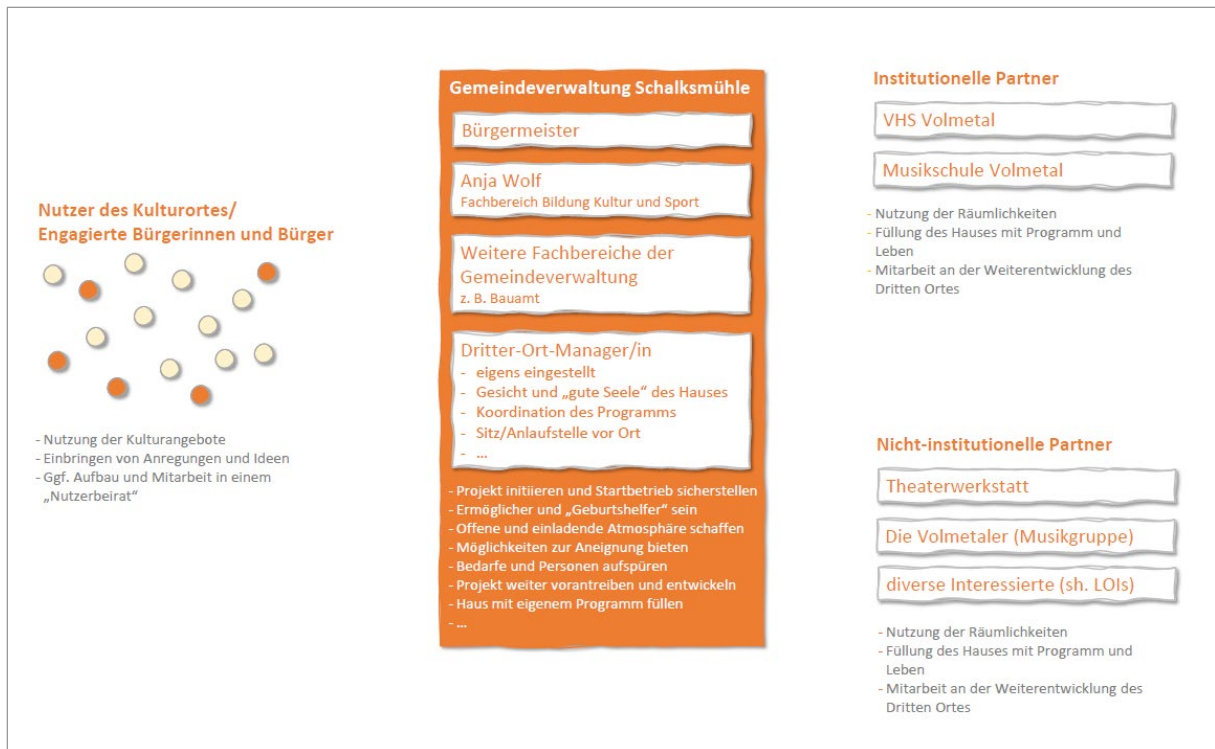 Nutzer des Kulturortes/
Engagierte Bürgerinnen und Bürger
- Nutzung der Kulturangebote
- Einbringen von Anregungen und Ideen
- Ggf. Aufbau und Mitarbeit in einem
„Nutzerbeirat“
Gemeindeverwaltung Schalksmühle
Bürgermeister
Anja Wolf
Fachbereich Bildung Kultur und Sport
Weitere Fachbereiche der
Gemeindeverwaltung
z. B. Bauamt
Dritter-Ort-Manager/in
- eigens eingestellt
- Gesicht und „gute Seele“ des Hauses
- Koordination des Programms
- Sitz/Anlaufstelle vor Ort
- …
- Projekt initiieren und Startbetrieb sicherstellen
- Ermöglicher und „Geburtshelfer“ sein
- Offene und einladende Atmosphäre schaffen
- Möglichkeiten zur Aneignung bieten
- Bedarfe und Personen aufspüren
- Projekt weiter vorantreiben und entwickeln
- Haus mit eigenem Programm füllen
- …
Institutionelle Partner
VHS Volmetal
Musikschule Volmetal
- Nutzung der Räumlichkeiten
- Füllung des Hauses mit Programm und
Leben
- Mitarbeit an der Weiterentwicklung des
Dritten Ortes
Nicht-institutionelle Partner
Theaterwerkstatt
Die Volmetaler (Musikgruppe)
diverse Interessierte (sh. LOIs)
- Nutzung der Räumlichkeiten
- Füllung des Hauses mit Programm und
Leben
- Mitarbeit an der Weiterentwicklung des
Dritten Ortes